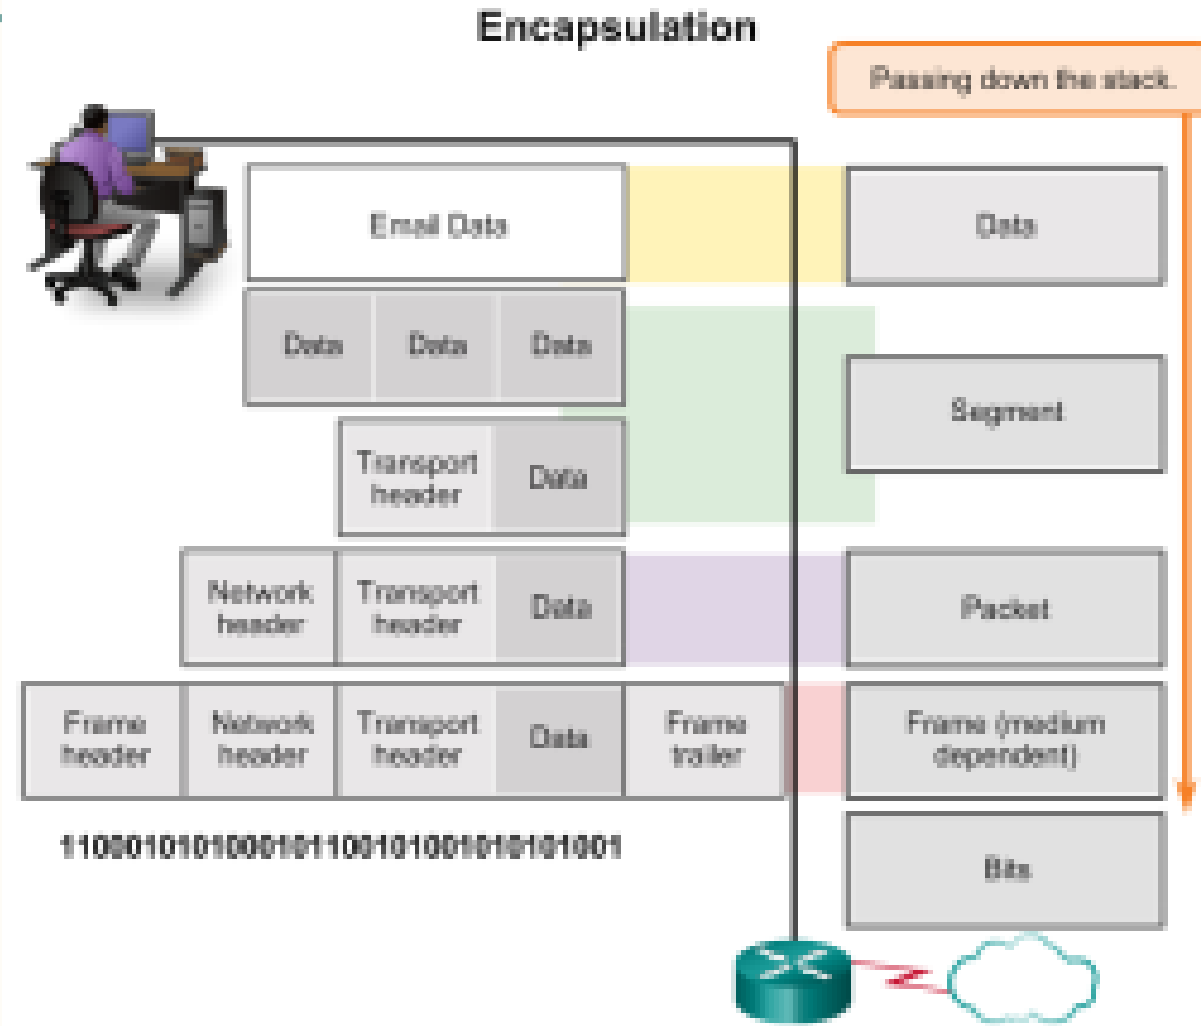 Encapsulation
Passing down the stack.
Email Data
Data
Data Data Data
Segment
Transport header
Data
Network header
Transport header
Data
Packet
Frame header
Network header
Transport header
Data
Frame trailer
Frame (medium dependent)
Bits